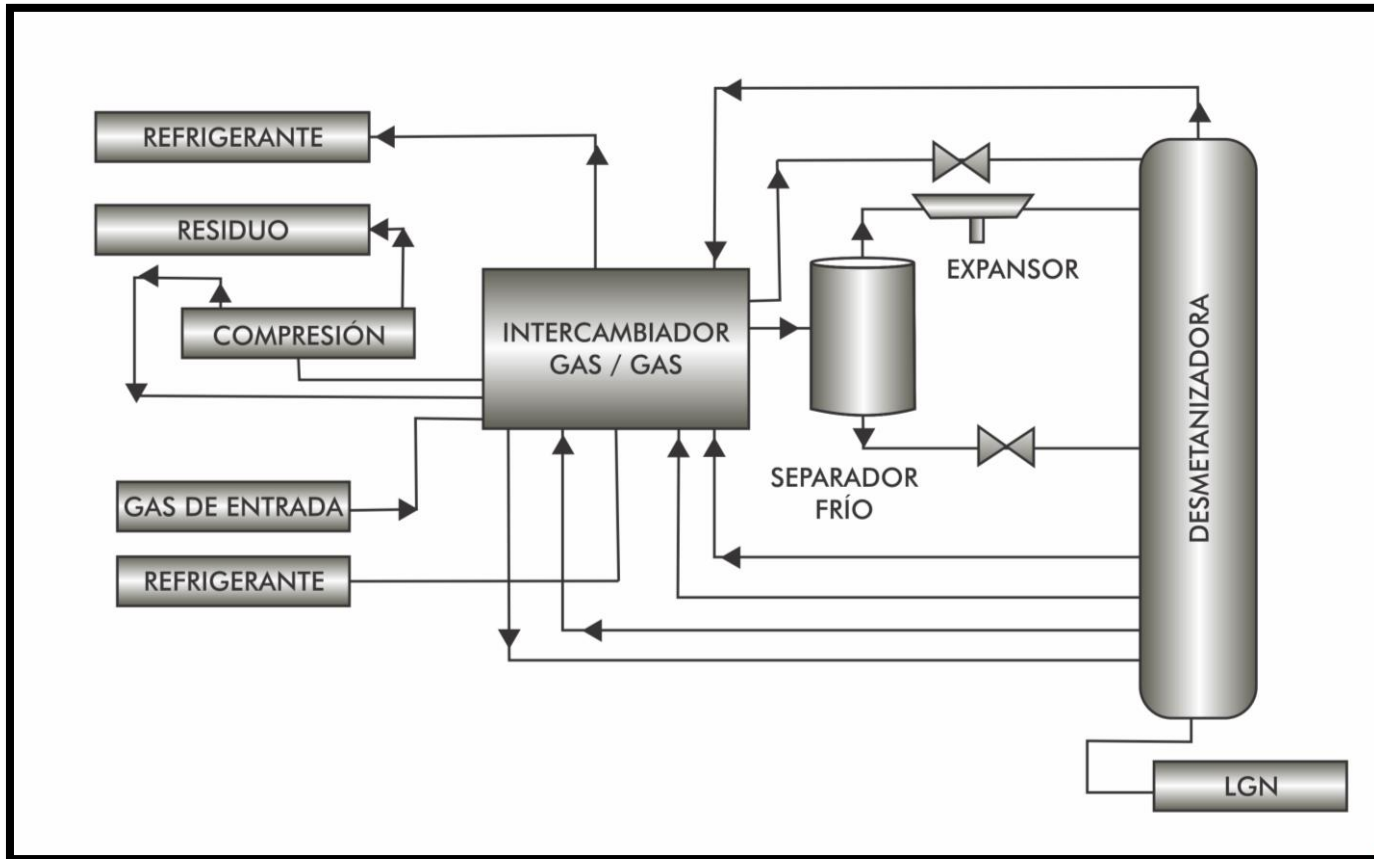 REFRIGERANTE
RESIDUO
COMPRESIÓN
INTERCAMBIADOR
GAS / GAS
EXPANSOR
SEPARADOR
FRÍO
DESMETANIZADORA
GAS DE ENTRADA
REFRIGERANTE
LGN